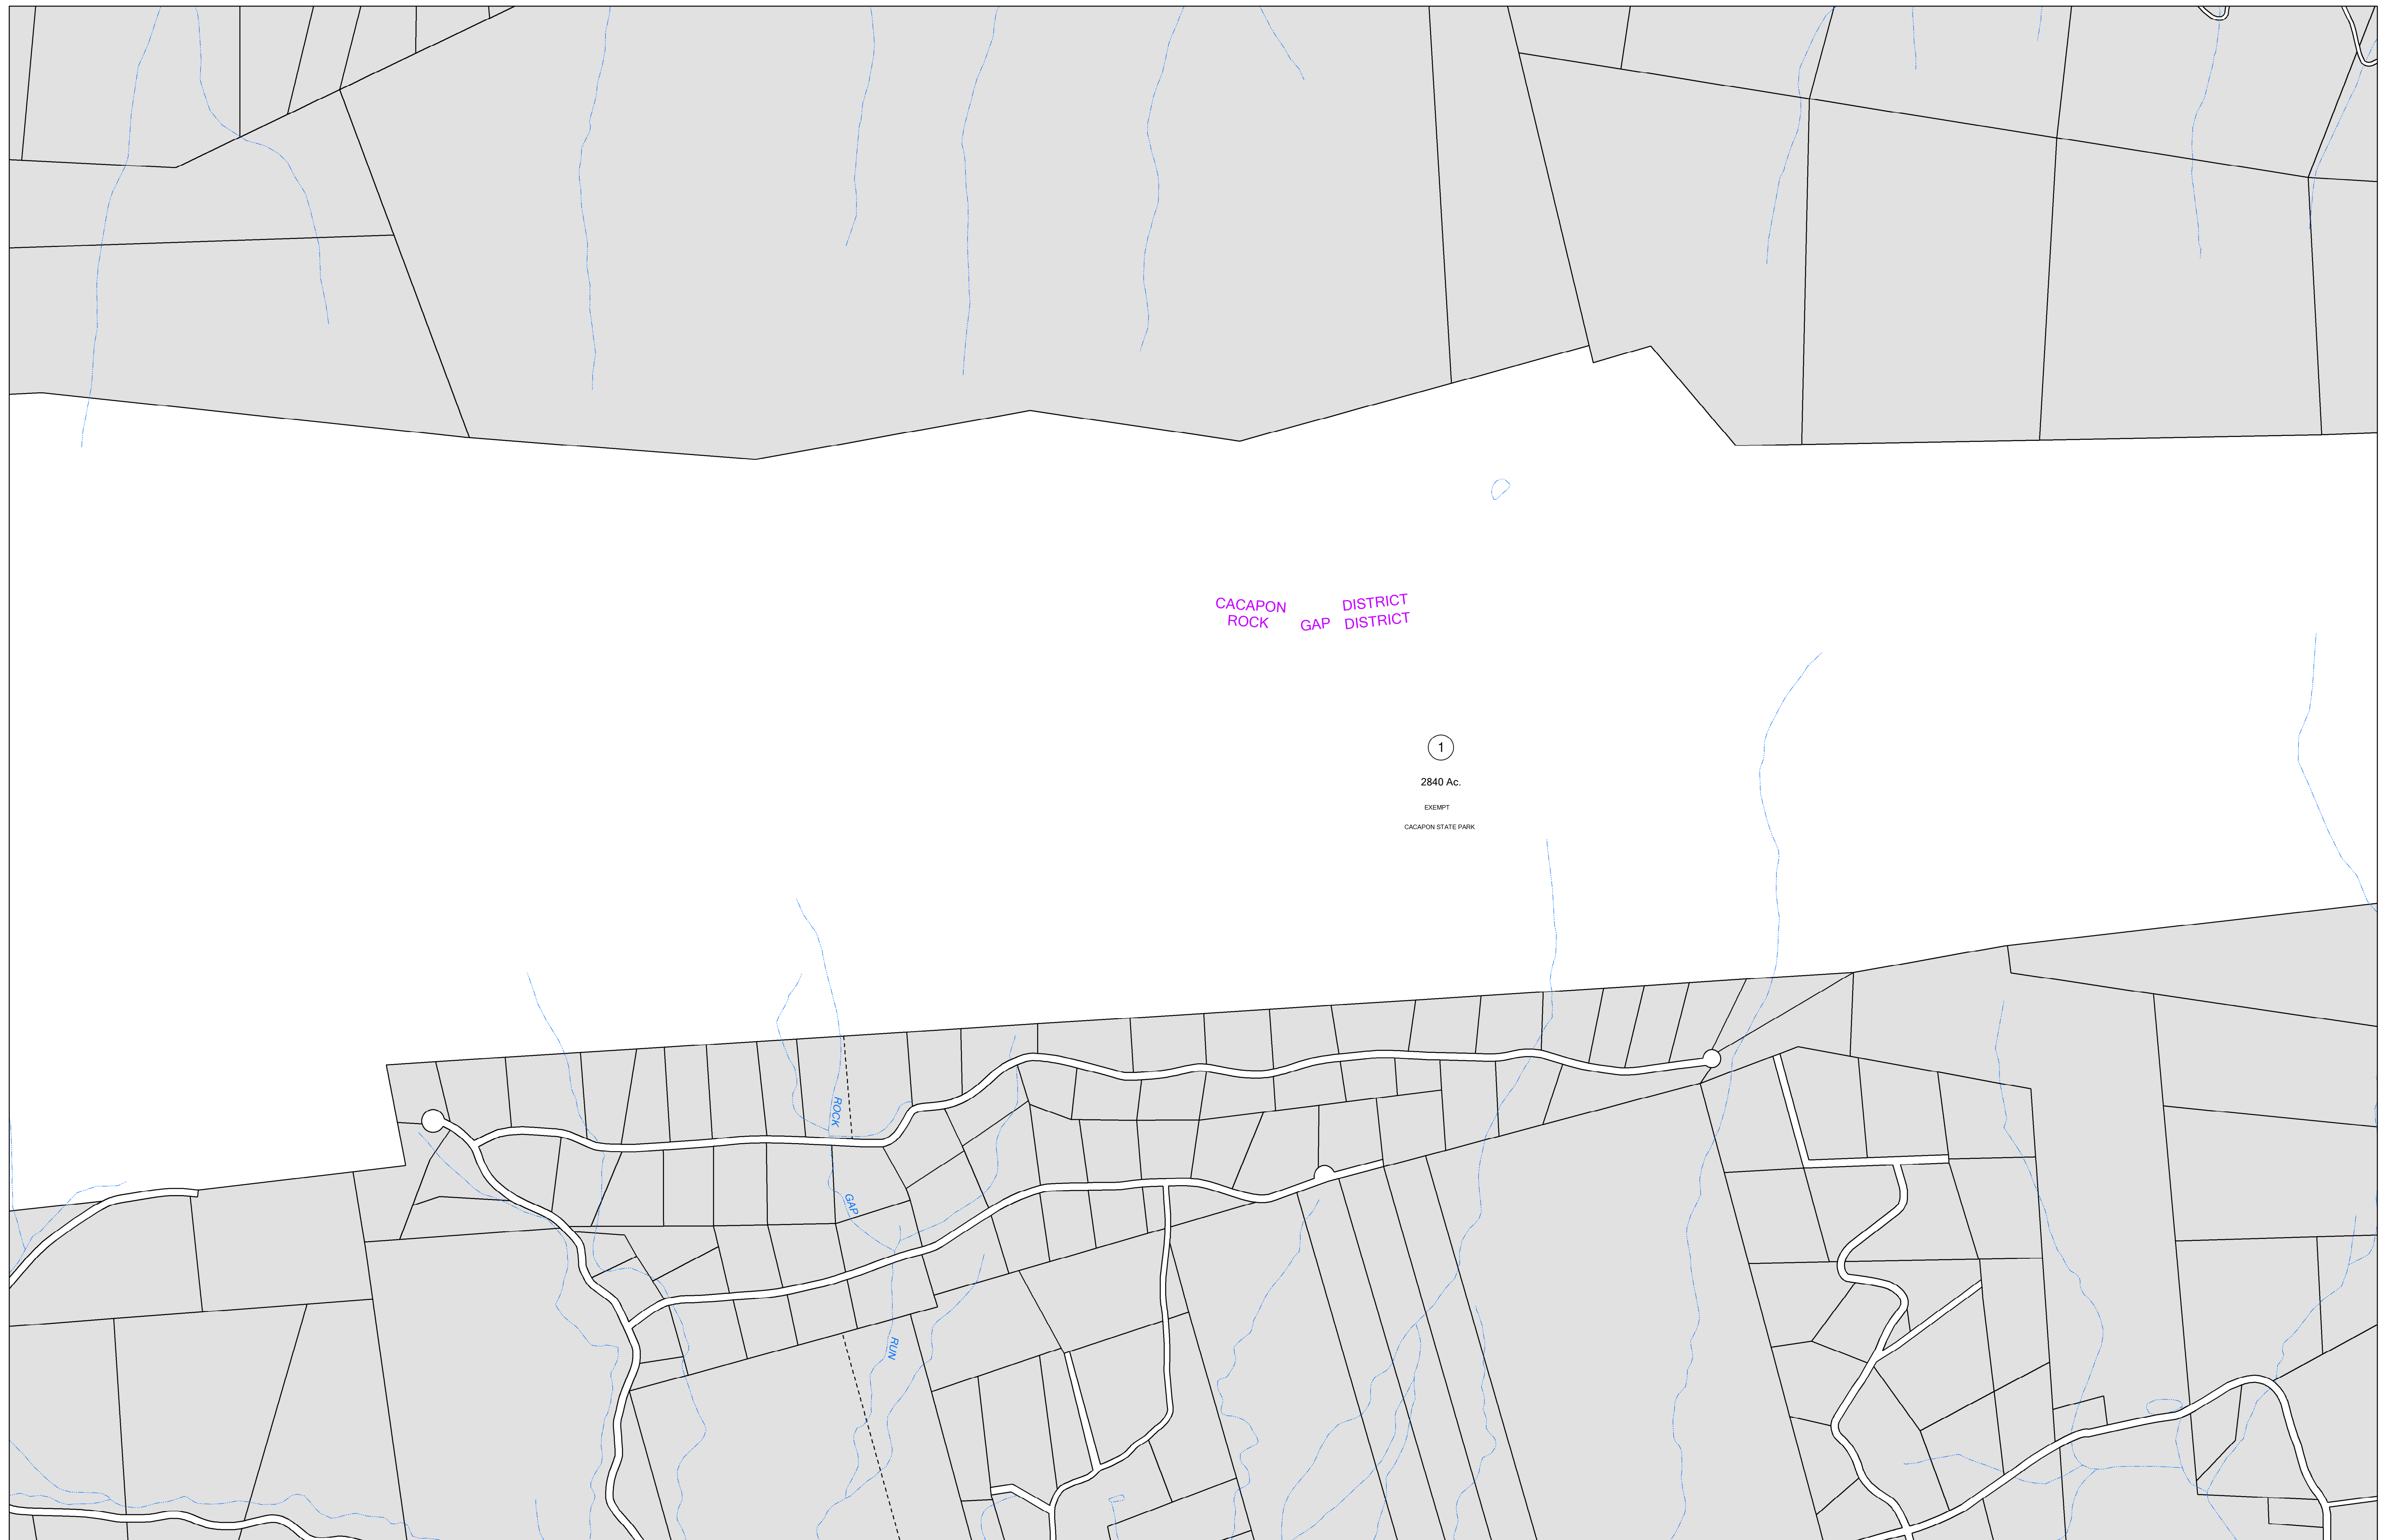 CACAPON DISTRICT
ROCK GAP DISTRICT
1
2840 Ac.
EXEMPT
CACAPON STATE PARK
ROCK
GAP
RUN